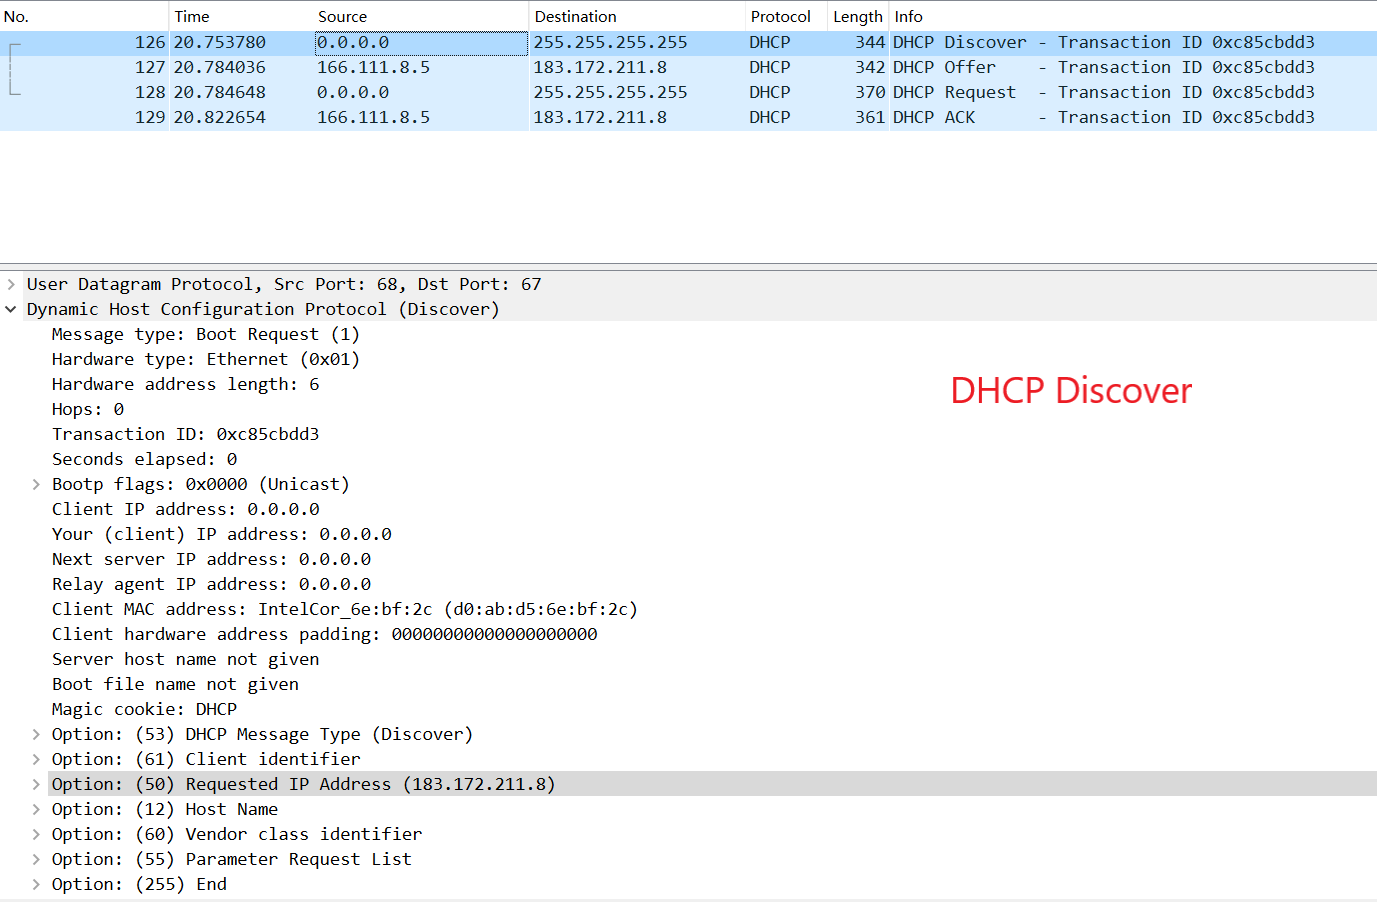 No. Time Source Destination Protocol Length Info
126 20.753780 0.0.0.0 255.255.255.255 DHCP 344 DHCP Discover - Transaction ID 0xc85cbdd3
127 20.784036 166.111.8.5 183.172.211.8 DHCP 342 DHCP Offer - Transaction ID 0xc85cbdd3
128 20.784648 0.0.0.0 255.255.255.255 DHCP 370 DHCP Request - Transaction ID 0xc85cbdd3
129 20.822654 166.111.8.5 183.172.211.8 DHCP 361 DHCP ACK - Transaction ID 0xc85cbdd3
User Datagram Protocol, Src Port: 68, Dst Port: 67
Dynamic Host Configuration Protocol (Discover)
Message type: Boot Request (1)
Hardware type: Ethernet (0x01)
Hardware address length: 6
DHCP Discover
Hops: 0
Transaction ID: 0xc85cbdd3
Seconds elapsed: 0
Bootp flags: 0x0000 (Unicast)
Client IP address: 0.0.0.0
Your (client) IP address: 0.0.0.0
Next server IP address: 0.0.0.0
Relay agent IP address: 0.0.0.0
Client MAC address: IntelCor_6e:bf:2c (d0:ab:d5:6e:bf:2c)
Client hardware address padding: 00000000000000000000
Server host name not given
Boot file name not given
Magic cookie: DHCP
Option: (53) DHCP Message Type (Discover)
Option: (61) Client identifier
Option: (50) Requested IP Address (183.172.211.8)
Option: (12) Host Name
Option: (60) Vendor class identifier
Option: (55) Parameter Request List
Option: (255) End